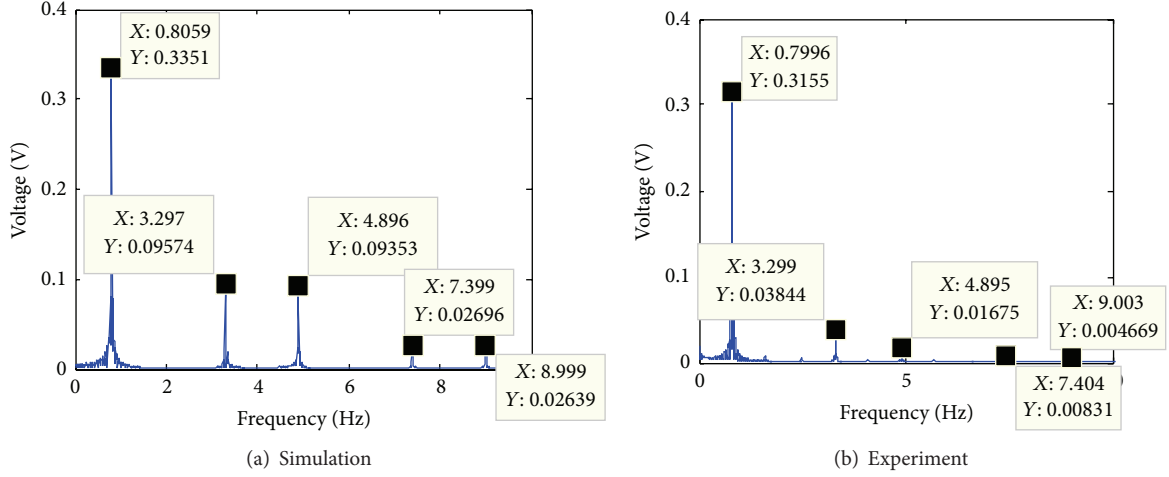 0.4
0.3
0.2
0.1
0
Voltage (V)
X: 0.8059
Y: 0.3351
X: 3.297
Y: 0.09574
X: 4.896
Y: 0.09353
X: 7.399
Y: 0.02696
X: 8.999
Y: 0.02639
0 2 4 6 8
Frequency (Hz)
(a) Simulation
0.4
0.3
0.2
0.1
0
Voltage (V)
X: 0.7996
Y: 0.3155
X: 3.299
Y: 0.03844
X: 4.895
Y: 0.01675
X: 9.003
Y: 0.004669
X: 7.404
Y: 0.00831
0 5
Frequency (Hz)
(b) Experiment